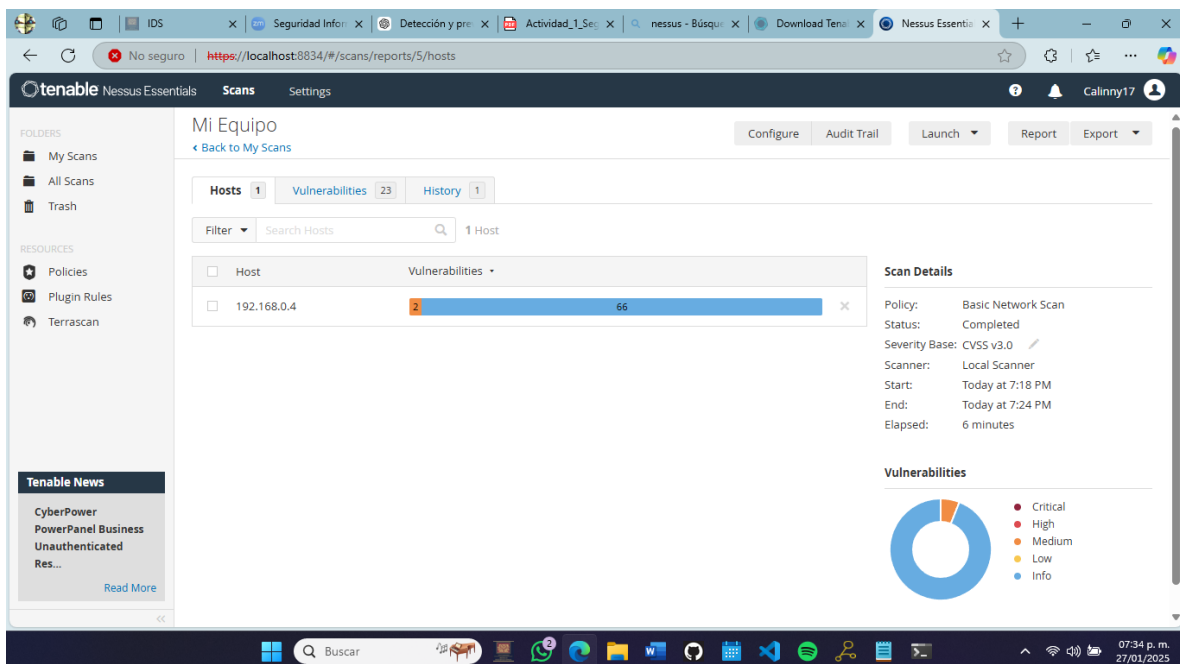 IDS
Seguridad Infor
Detección y pre
Actividad_1_Seg
nessus - Búsqu
Download Tena
Nessus Essentia
No seguro
https://localhost:8834/#/scans/reports/5/hosts
tenable Nessus Essentials
Scans
Settings
Calinny17
FOLDERS
My Scans
All Scans
Trash
RESOURCES
Policies
Plugin Rules
Terrascan
Tenable News
CyberPower
PowerPanel Business
Unauthenticated
Res...
Read More
Mi Equipo
Back to My Scans
Configure
Audit Trail
Launch
Report
Export
Hosts 1
Vulnerabilities 23
History 1
Filter
Search Hosts
1 Host
Host
Vulnerabilities
192.168.0.4
2
66
Scan Details
Policy: Basic Network Scan
Status: Completed
Severity Base: CVSS v3.0
Scanner: Local Scanner
Start: Today at 7:18 PM
End: Today at 7:24 PM
Elapsed: 6 minutes
Vulnerabilities
Critical
High
Medium
Low
Info
Buscar
2
07:34 p. m.
27/01/2025